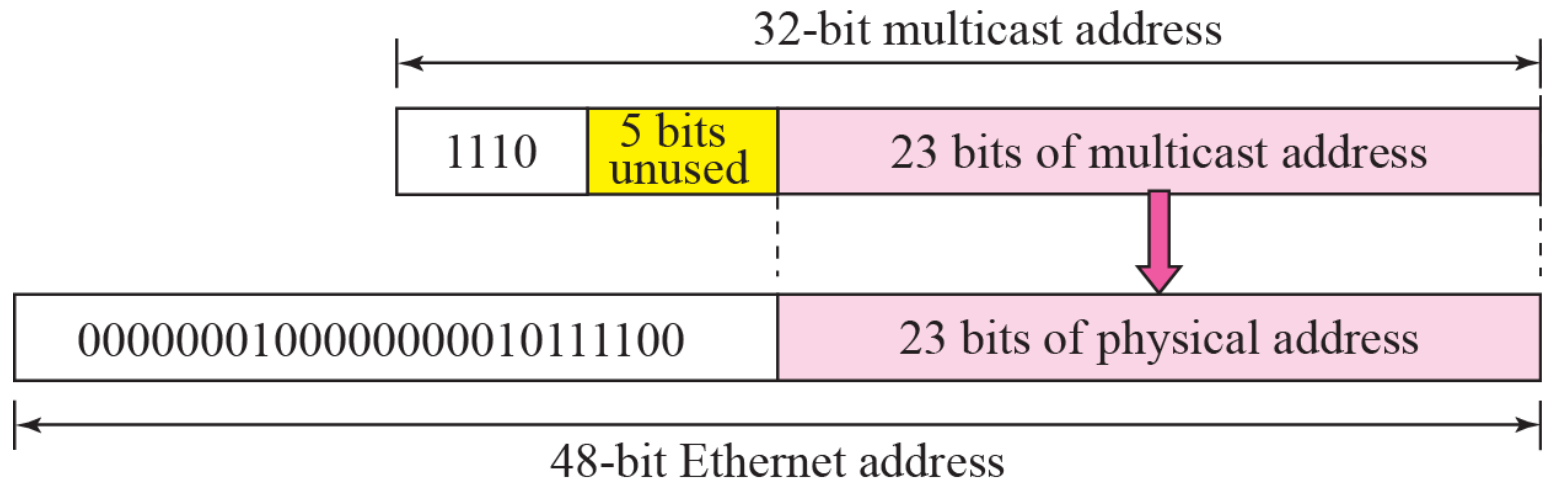 32-bit multicast address
1110
5 bits
unused
23 bits of multicast address
0000000100000000010111100
23 bits of physical address
48-bit Ethernet address